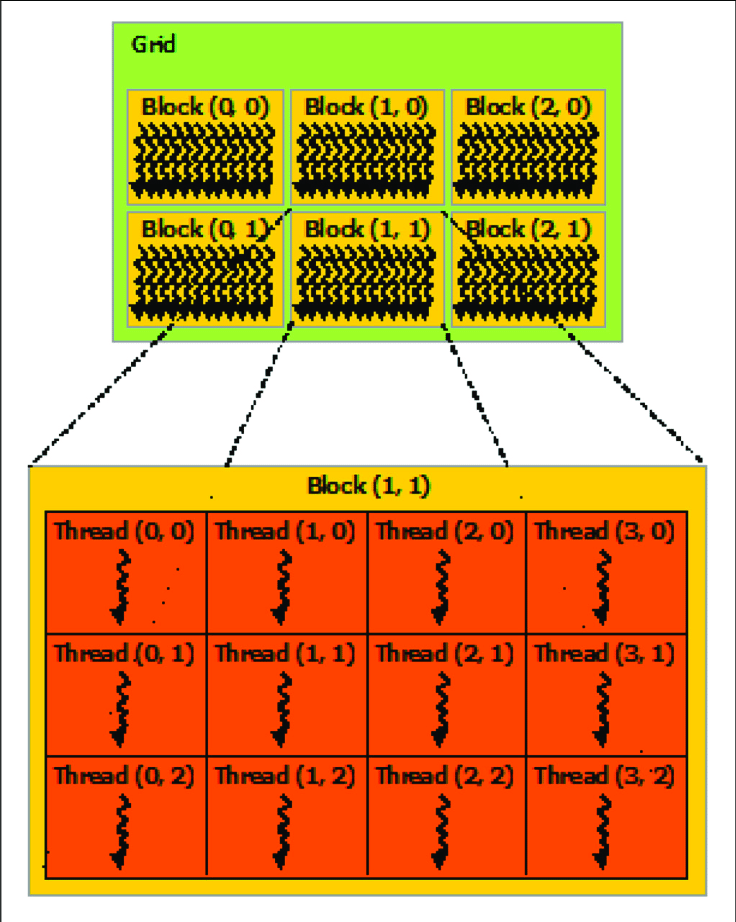 Grid
Block (0, 0) Block (1, 0) Block (2, 0)
Block (0, 1) Block (1, 1) Block (2, 1)
Block (1, 1)
Thread (0, 0) Thread (1, 0) Thread (2, 0) Thread (3, 0)
Thread (0, 1) Thread (1, 1) Thread (2, 1) Thread (3, 1)
Thread (0, 2) Thread (1, 2) Thread (2, 2) Thread (3, 2)